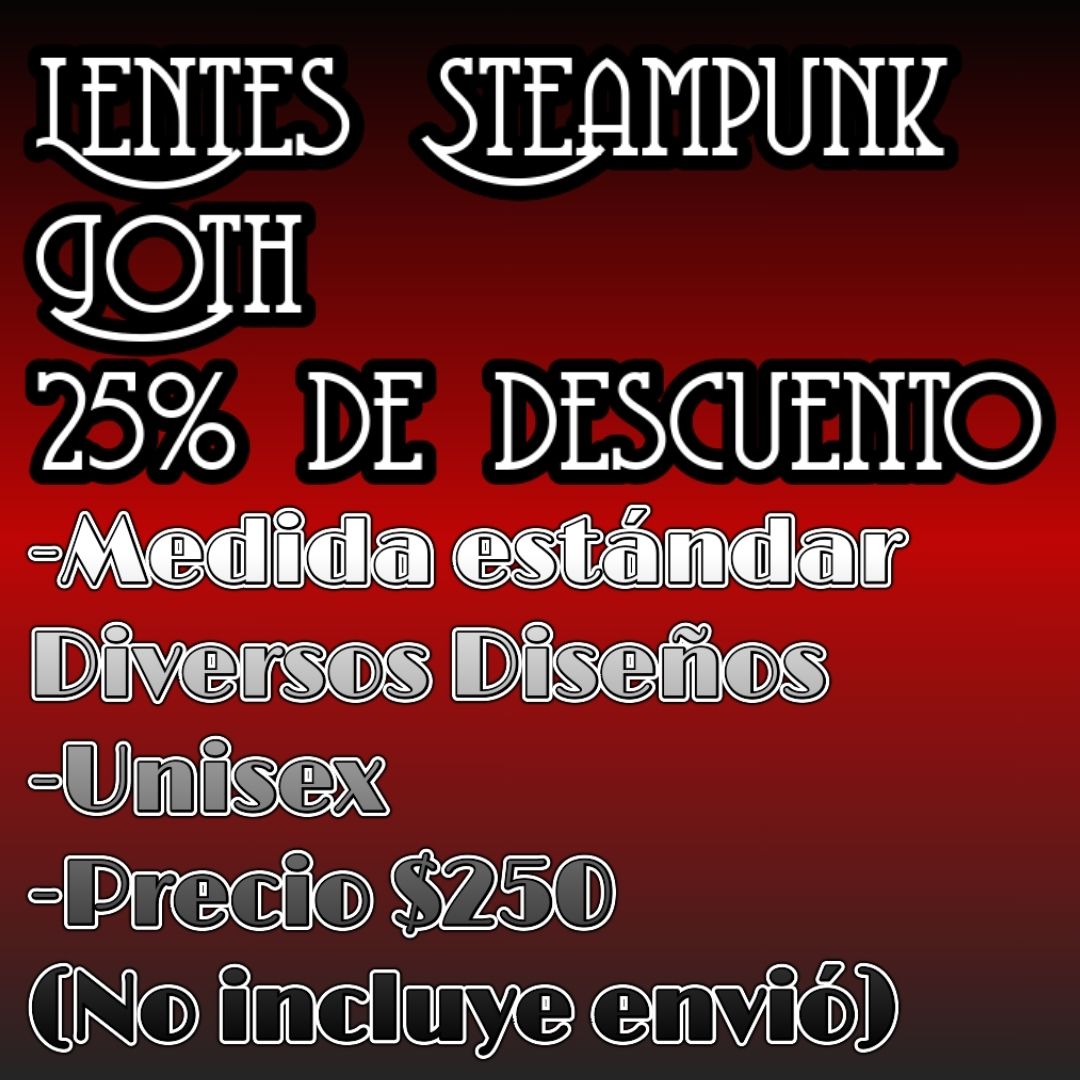 LENTES STEAMPUNK
GOTH
25% DE DESCUENTO
-Medida estándar
Diversos Diseños
-Unisex
-Precio $250
(No incluye envió)